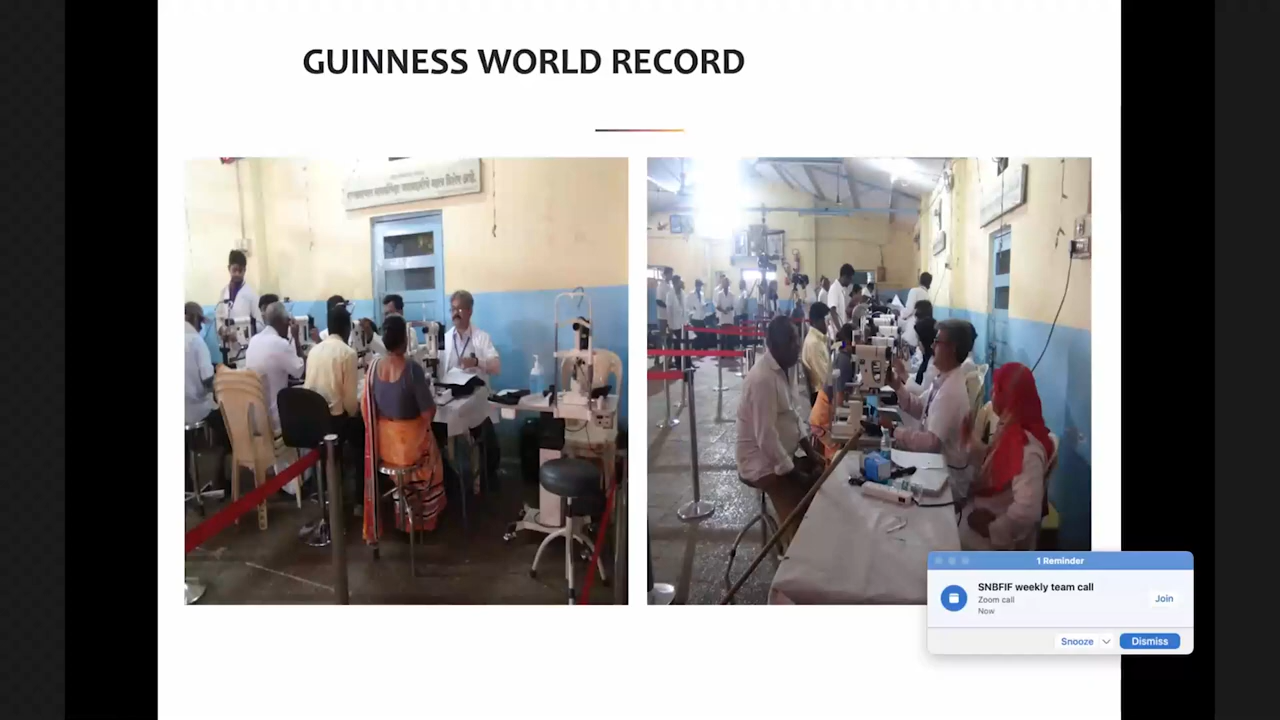 GUINNESS WORLD RECORD
1 Reminder
SNBFIF weekly team call
Zoom call
Now
Join
Snooze
Dismiss